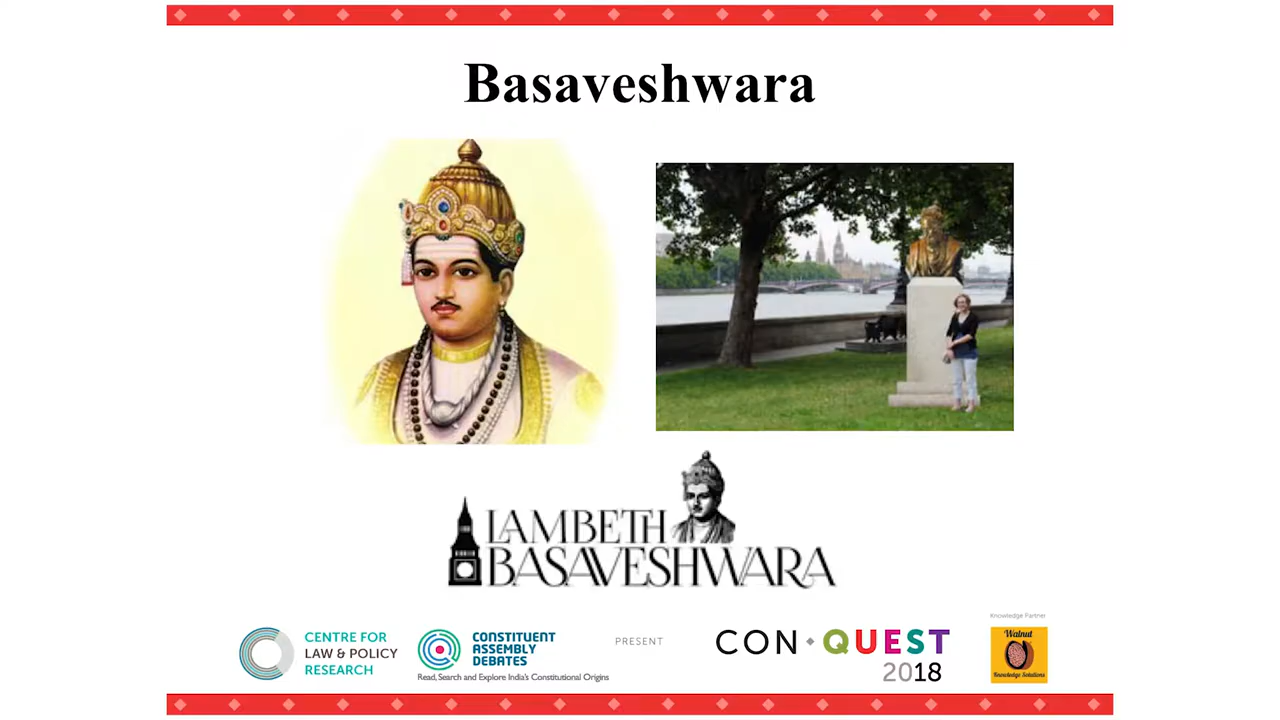 Basaveshwara
LAMBETH
BASAVESHWARA
CENTRE FOR
LAW & POLICY
RESEARCH
CONSTITUENT
ASSEMBLY
DEBATES
Read, Search and Explore India's Constitutional Origins
PRESENT
CON QUEST
2018
Knowledge Partner
Walnut
Knowledge Solutions